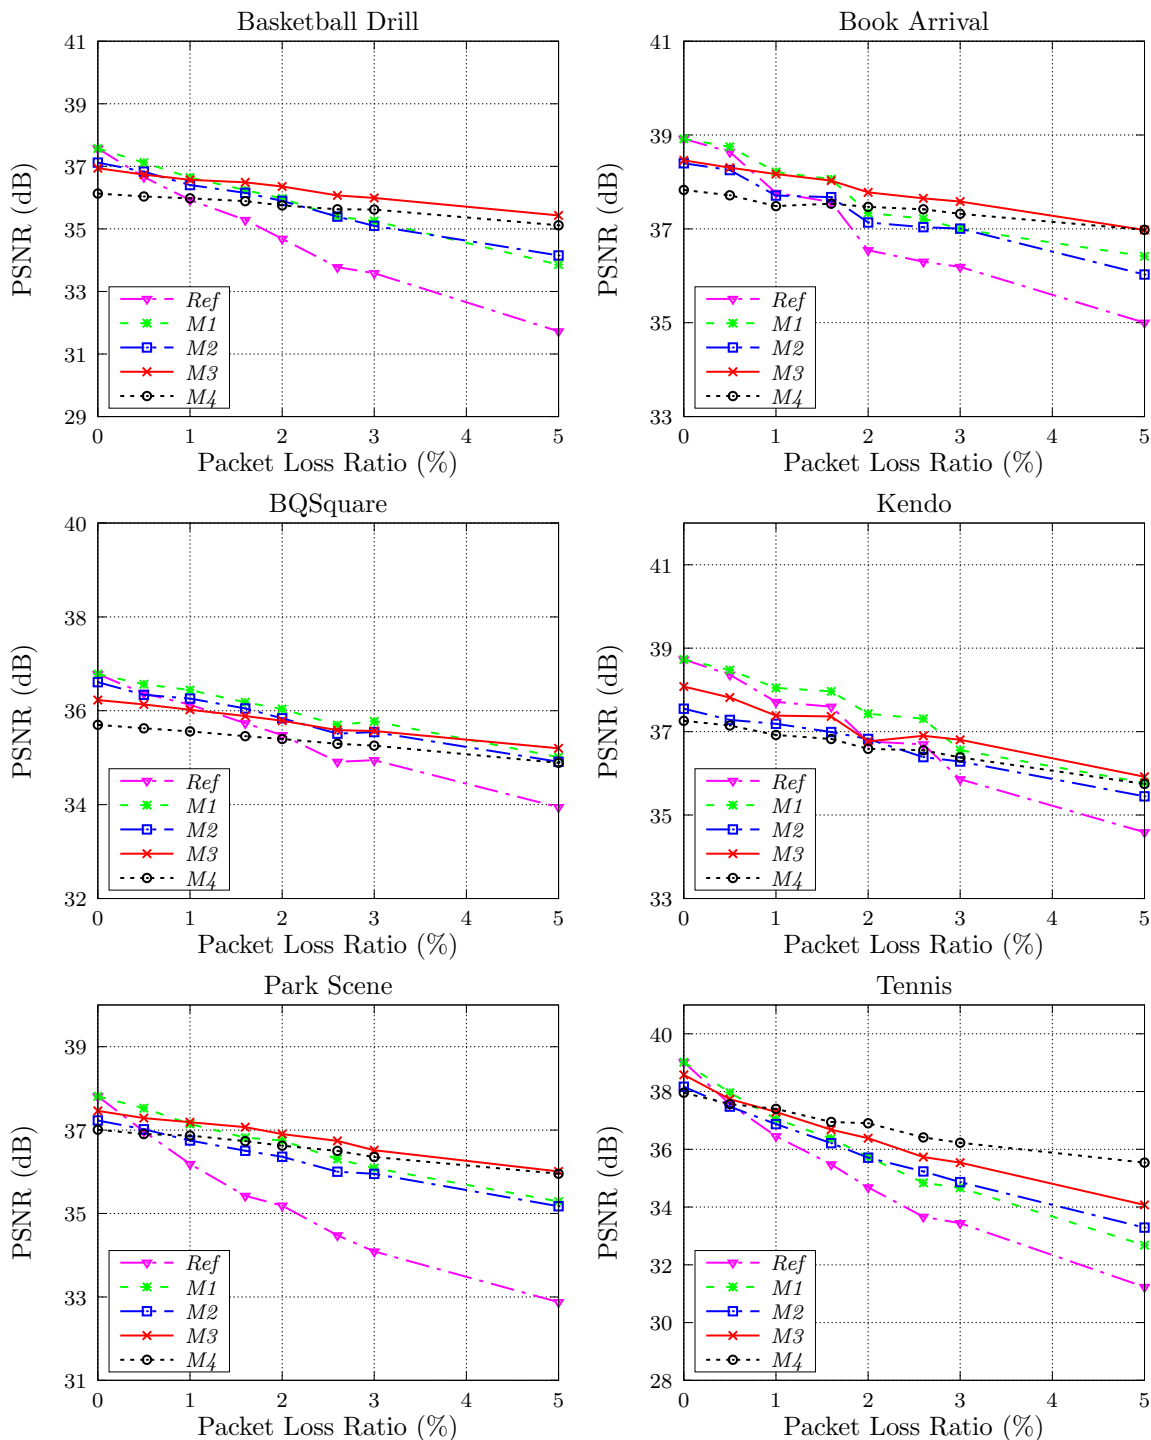 Basketball Drill
41
39
37
35
33
31
29
PSNR (dB)
Ref
M1
M2
M3
M4
0 1 2 3 4 5
Packet Loss Ratio (%)
Book Arrival
41
39
37
35
33
PSNR (dB)
Ref
M1
M2
M3
M4
0 1 2 3 4 5
Packet Loss Ratio (%)
BQSquare
40
38
36
34
32
PSNR (dB)
Ref
M1
M2
M3
M4
0 1 2 3 4 5
Packet Loss Ratio (%)
Kendo
41
39
37
35
33
PSNR (dB)
Ref
M1
M2
M3
M4
0 1 2 3 4 5
Packet Loss Ratio (%)
Park Scene
39
37
35
33
31
PSNR (dB)
Ref
M1
M2
M3
M4
0 1 2 3 4 5
Packet Loss Ratio (%)
Tennis
40
38
36
34
32
30
28
PSNR (dB)
Ref
M1
M2
M3
M4
0 1 2 3 4 5
Packet Loss Ratio (%)